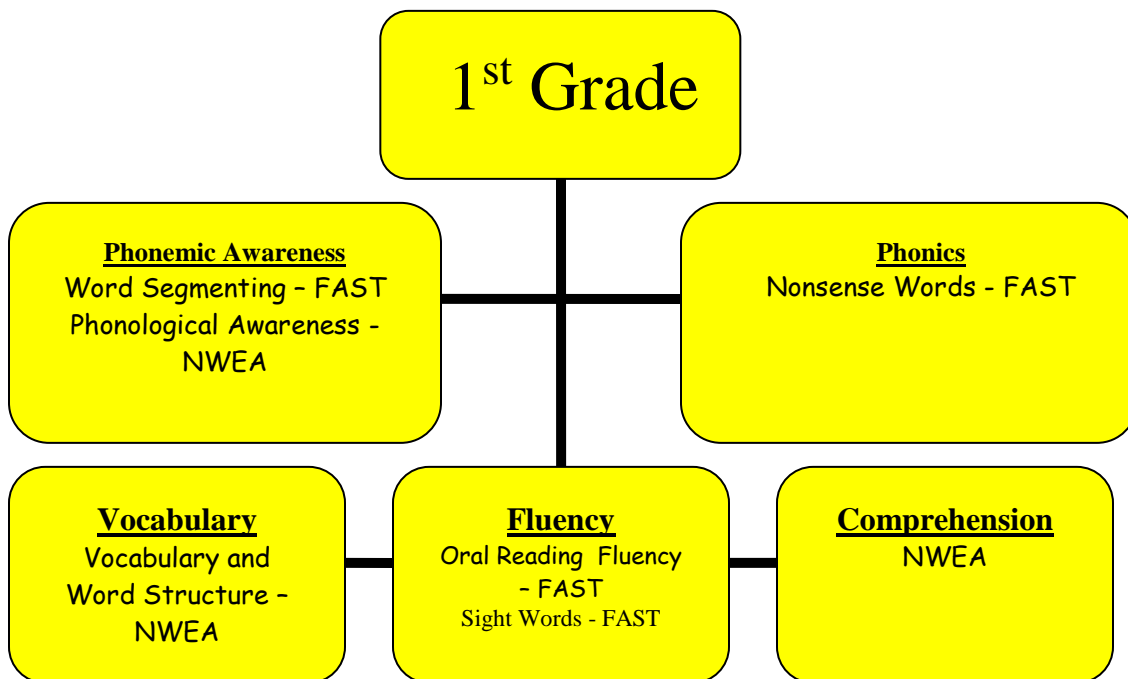 1st Grade
Phonemic Awareness
Word Segmenting – FAST
Phonological Awareness -
NWEA
Phonics
Nonsense Words - FAST
Vocabulary
Vocabulary and
Word Structure –
NWEA
Fluency
Oral Reading Fluency
– FAST
Sight Words - FAST
Comprehension
NWEA